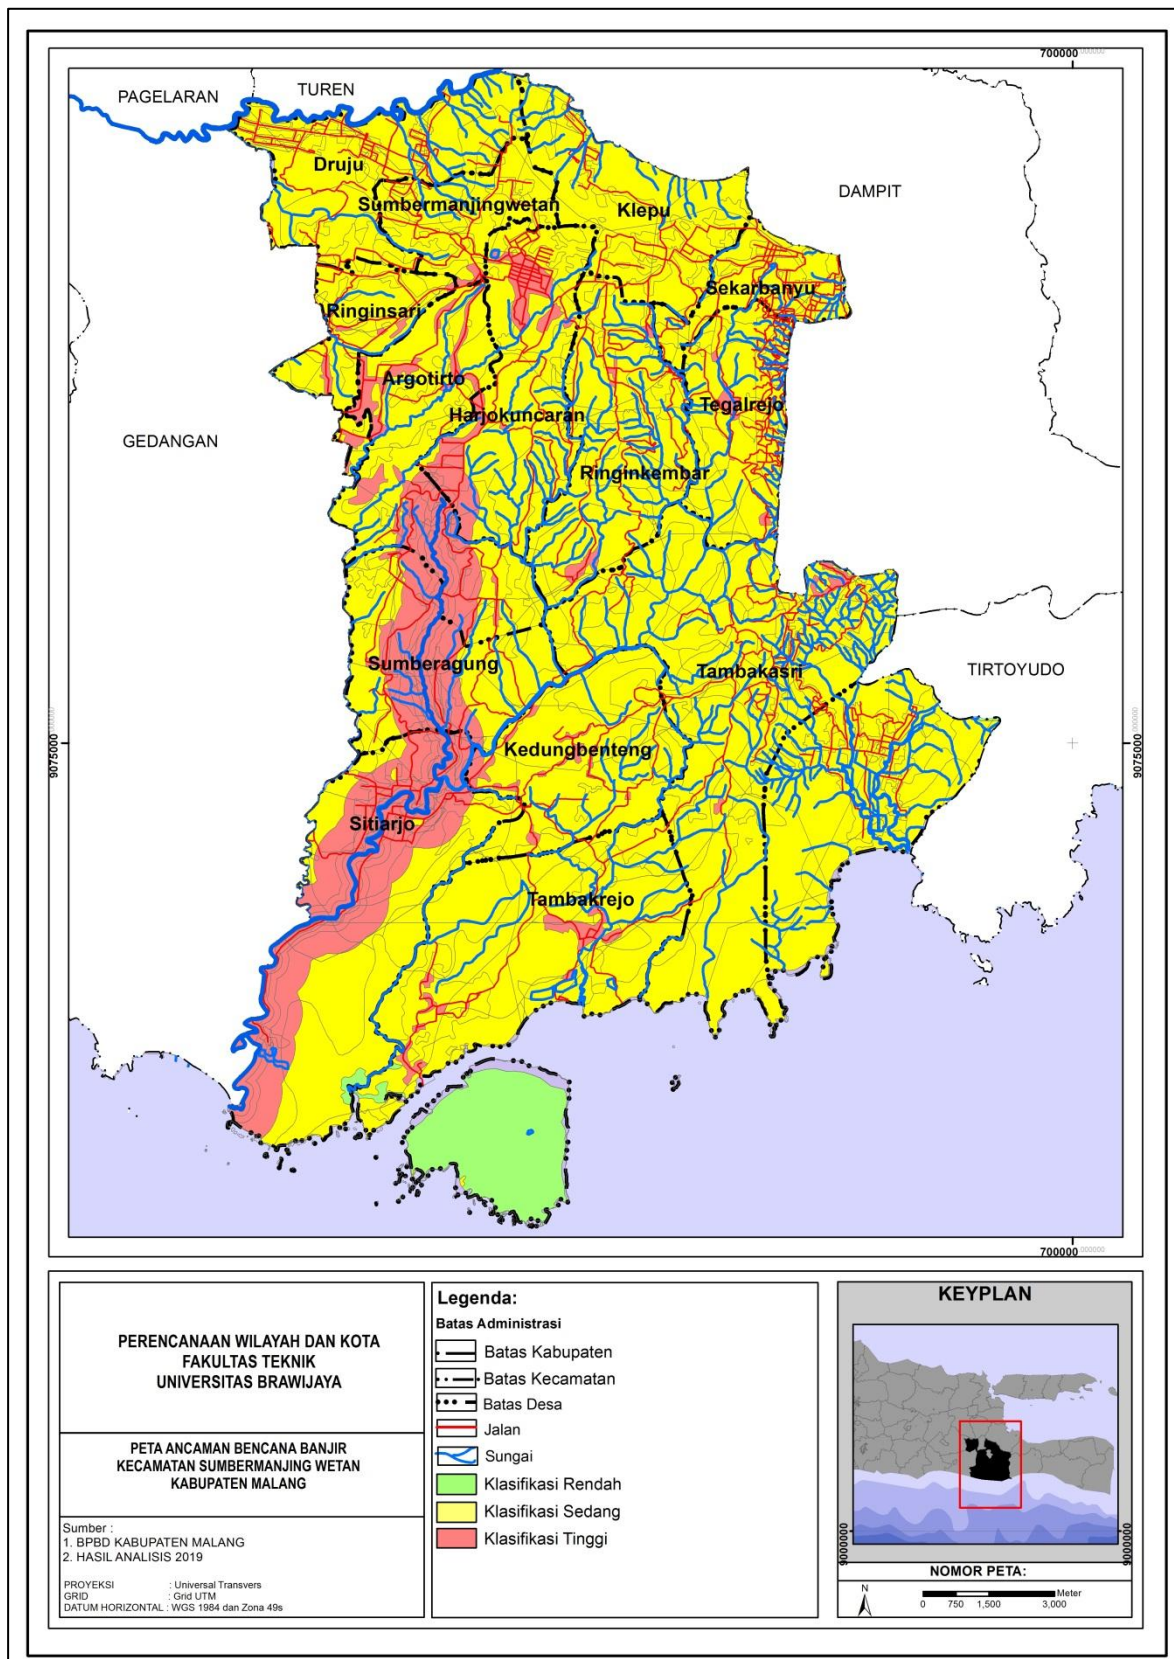 700000.000000
PAGELARAN
TUREN
DAMPIT
Druju
Sumbermanjingwetan
Klepu
Sekarbanyu
Ringinsari
Argotirto
Harjokuncaran
Tegalrejo
GEDANGAN
Ringinkembar
Sumberagung
Tambakasri
TIRTOYUDO
9075000.000000
9075000.000000
Kedungbenteng
Sitiarjo
Tambakrejo
700000.000000
PERENCANAAN WILAYAH DAN KOTA
FAKULTAS TEKNIK
UNIVERSITAS BRAWIJAYA
PETA ANCAMAN BENCANA BANJIR
KECAMATAN SUMBERMANJING WETAN
KABUPATEN MALANG
Sumber :
1. BPBD KABUPATEN MALANG
2. HASIL ANALISIS 2019
PROYEKSI : Universal Transvers
GRID : Grid UTM
DATUM HORIZONTAL : WGS 1984 dan Zona 49s
Legenda:
Batas Administrasi
Batas Kabupaten
Batas Kecamatan
Batas Desa
Jalan
Sungai
Klasifikasi Rendah
Klasifikasi Sedang
Klasifikasi Tinggi
KEYPLAN
9000000
9000000
NOMOR PETA:
N
Meter
0 750 1,500 3,000